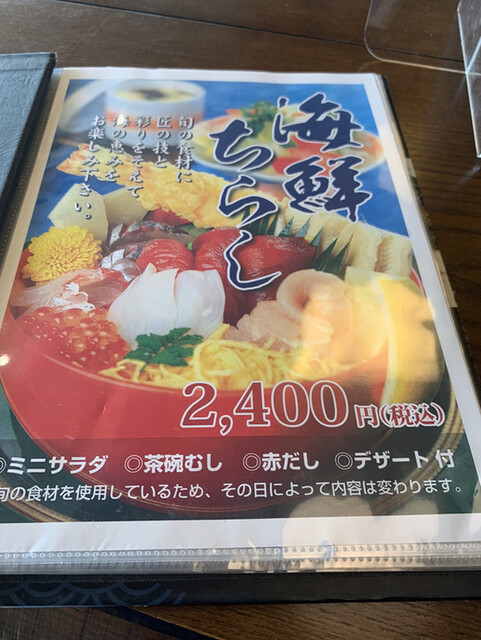 海鮮
ちらし
旬の食材に
匠の技と
彩りをそえて
海の恵みを
お楽しみ下さい。
2,400円(税込)
◎ミニサラダ ◎茶碗むし ◎赤だし ◎デザート付
旬の食材を使用しているため、その日によって内容は変わります。